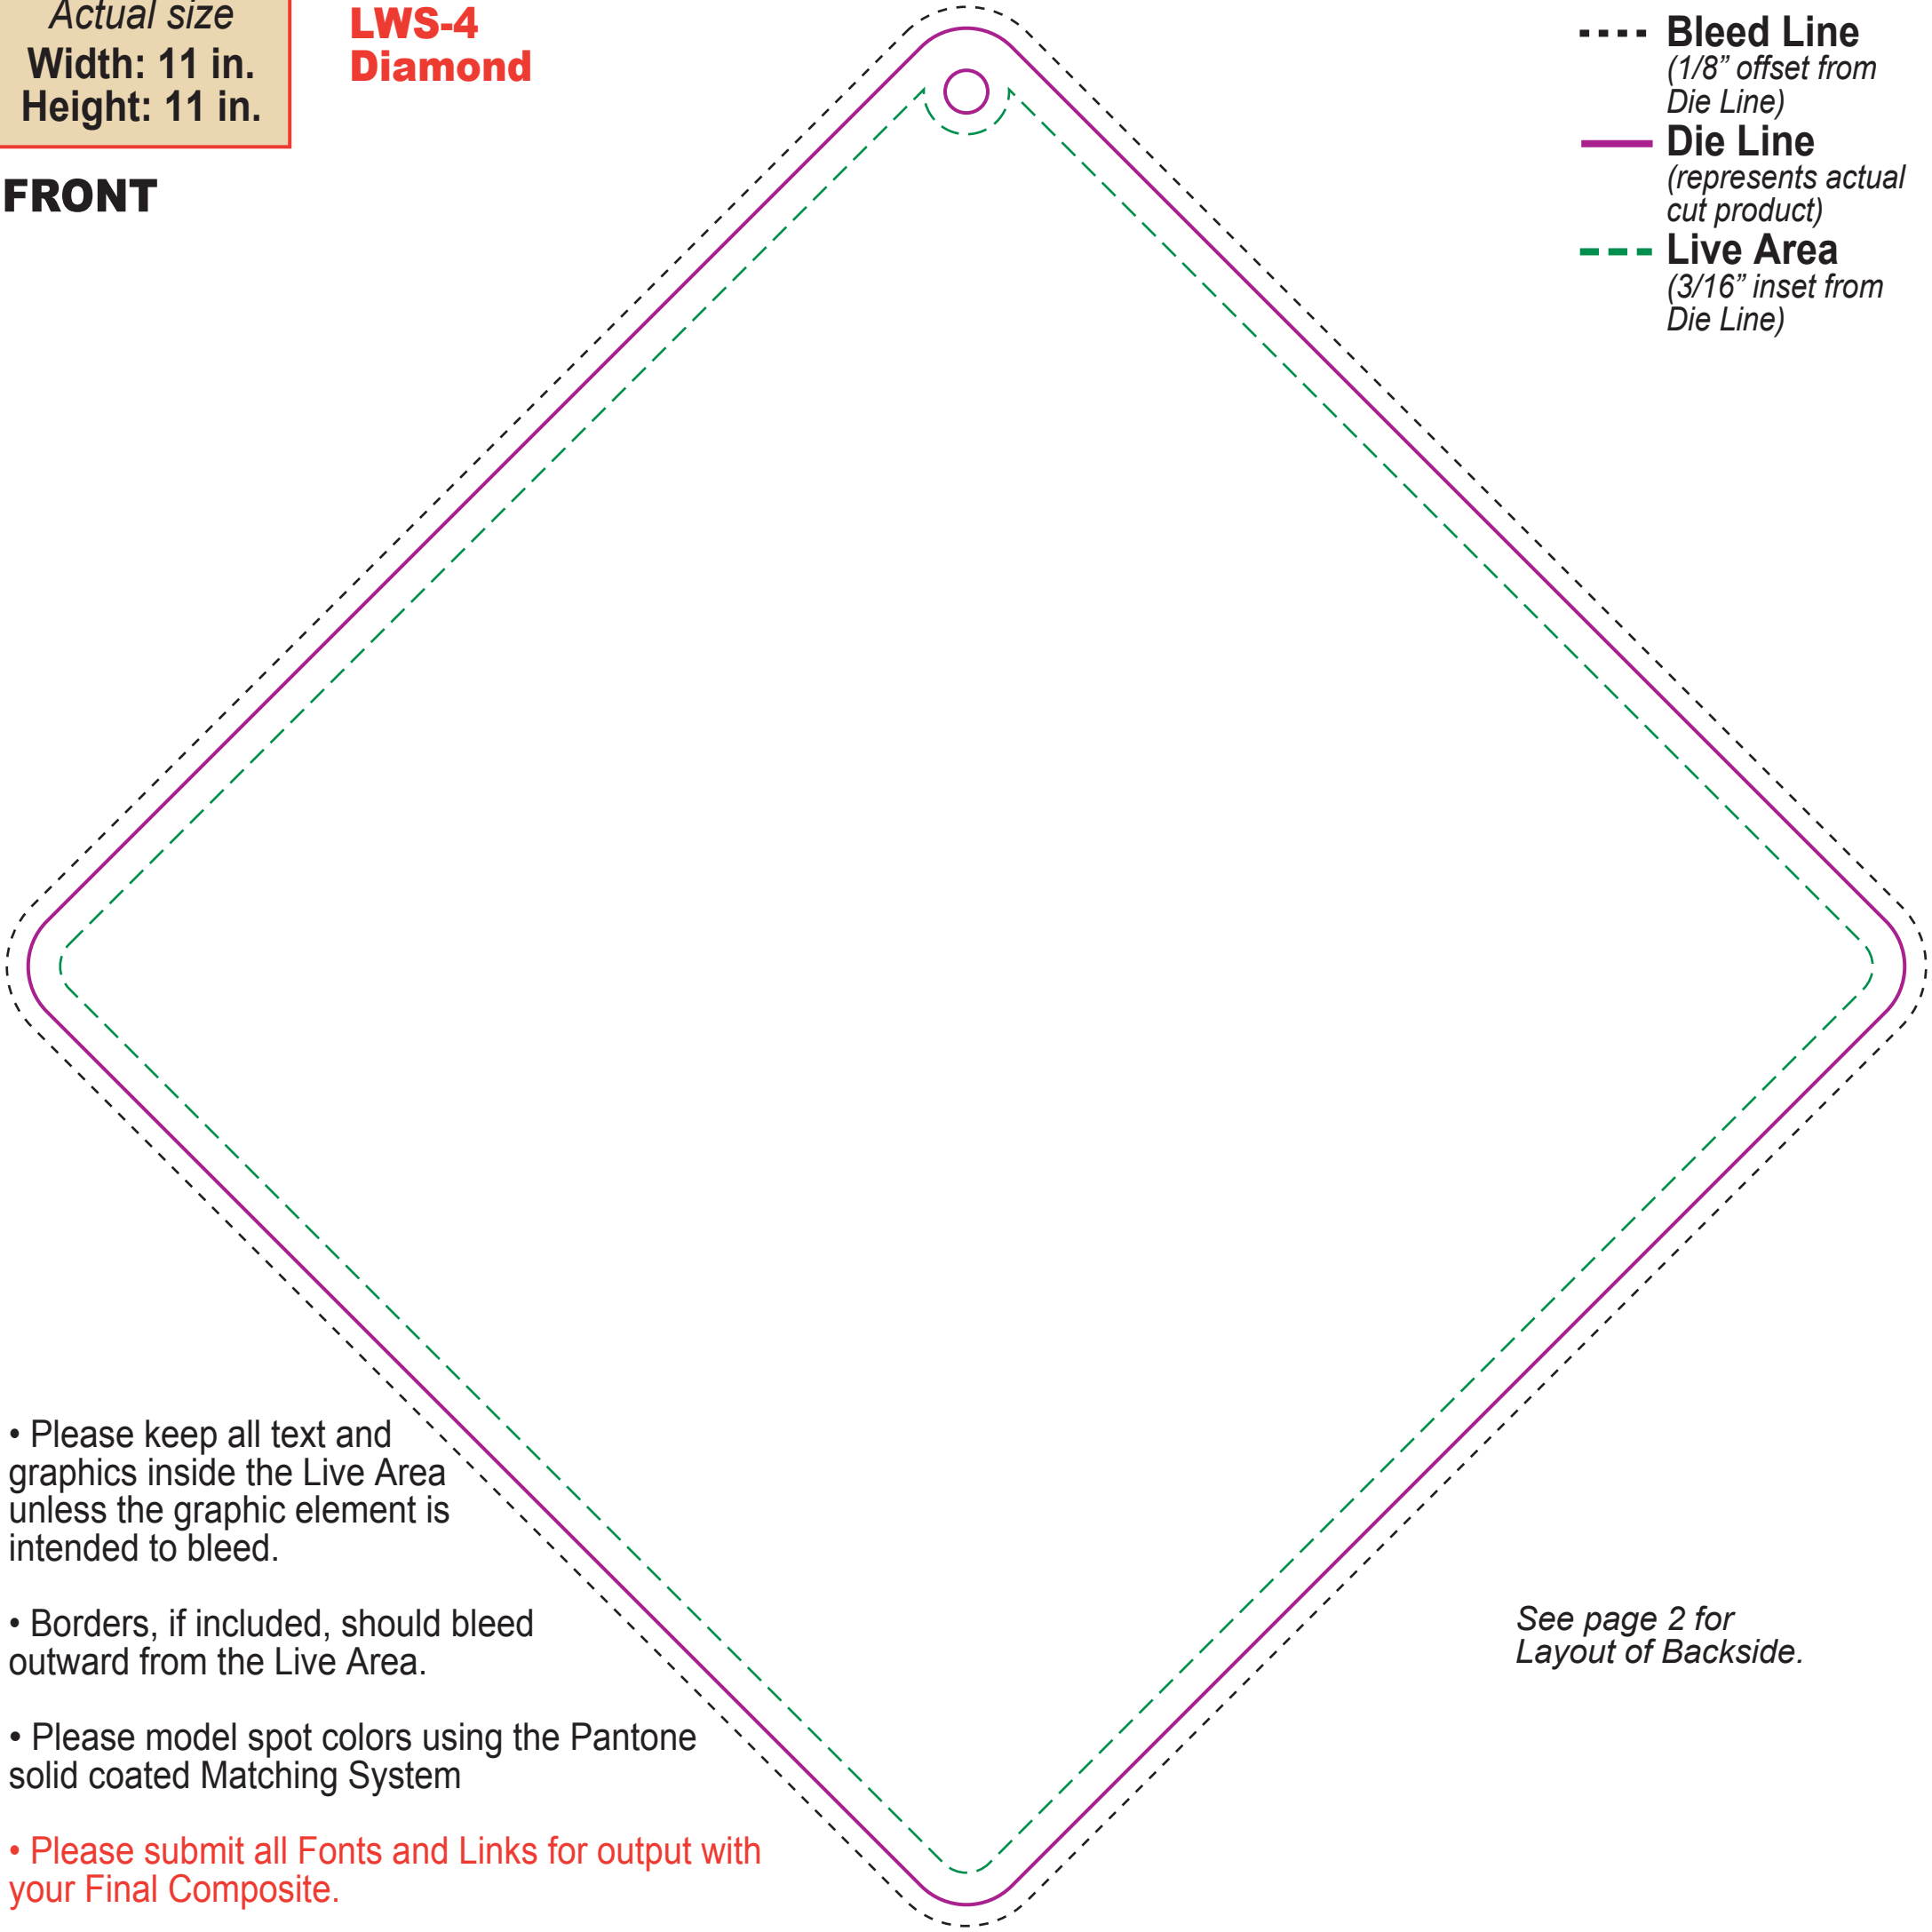 Actual size
Width: 11 in.
Height: 11 in.
LWS-4
Diamond
FRONT
Bleed Line
(1/8” offset from
Die Line)
Die Line
(represents actual
cut product)
Live Area
(3/16” inset from
Die Line)
• Please keep all text and
graphics inside the Live Area
unless the graphic element is
intended to bleed.
• Borders, if included, should bleed
outward from the Live Area.
• Please model spot colors using the Pantone
solid coated Matching System
• Please submit all Fonts and Links for output with
your Final Composite.
See page 2 for
Layout of Backside.